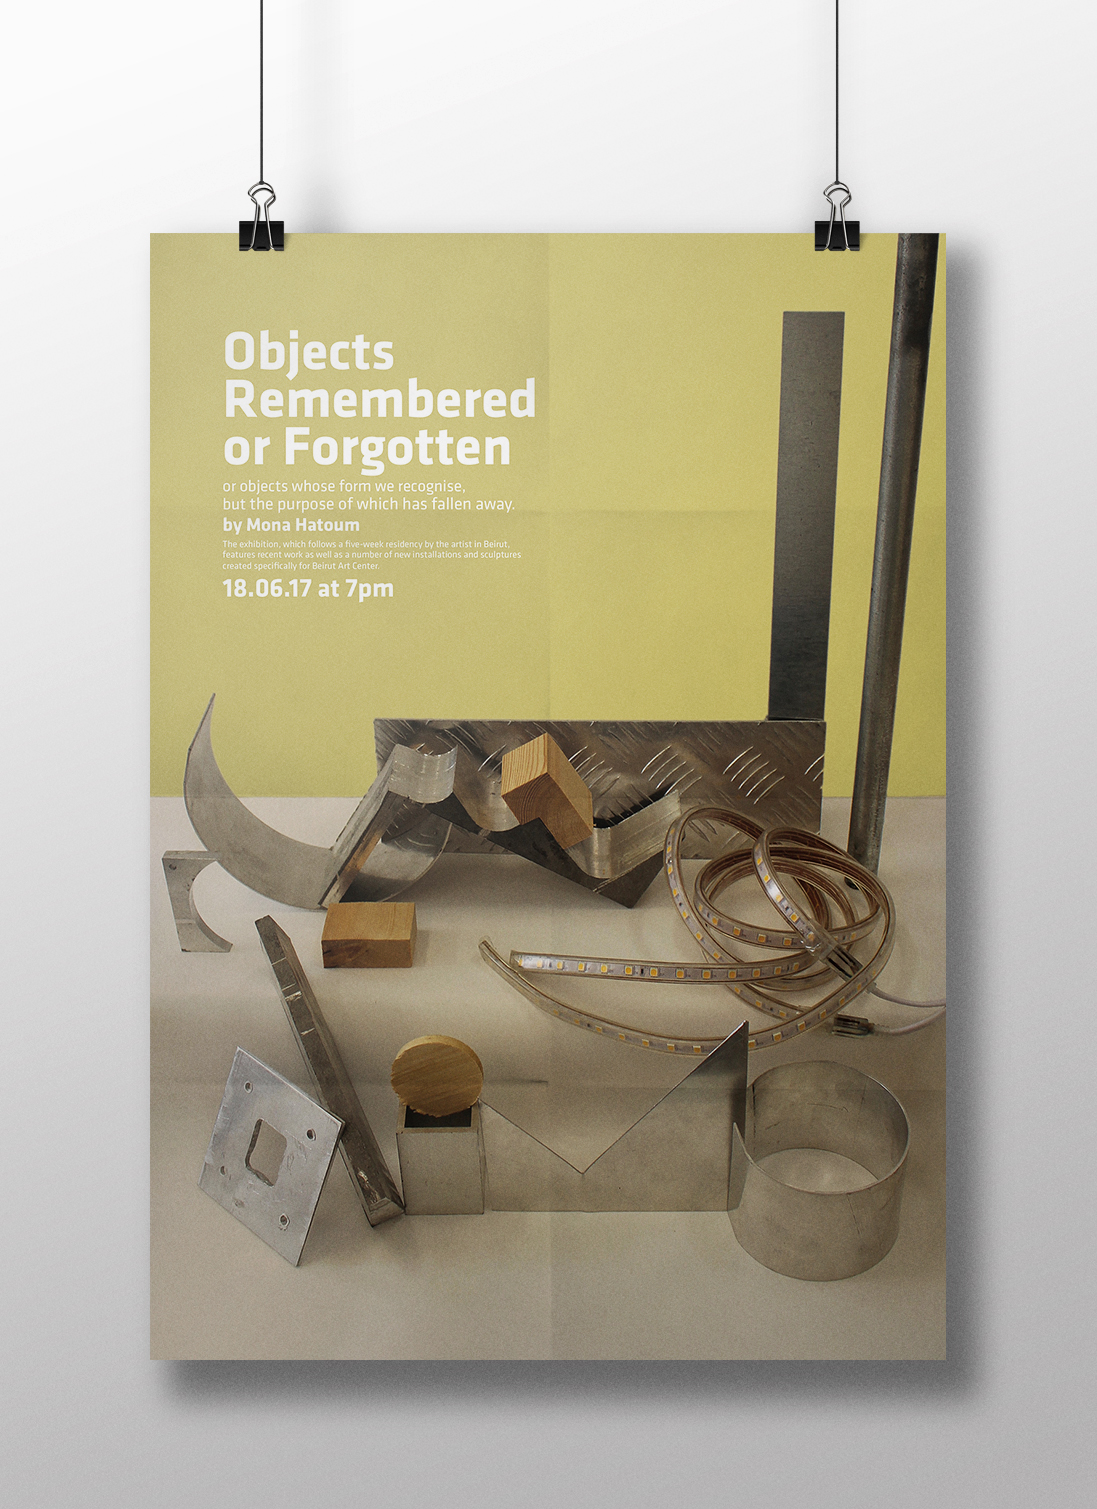 Objects
Remembered
or Forgotten
or objects whose form we recognise,
but the purpose of which has fallen away.
by Mona Hatoum
The exhibition, which follows a five-week residency by the artist in Beirut,
features recent work as well as a number of new installations and sculptures
created specifically for Beirut Art Center.
18.06.17 at 7pm